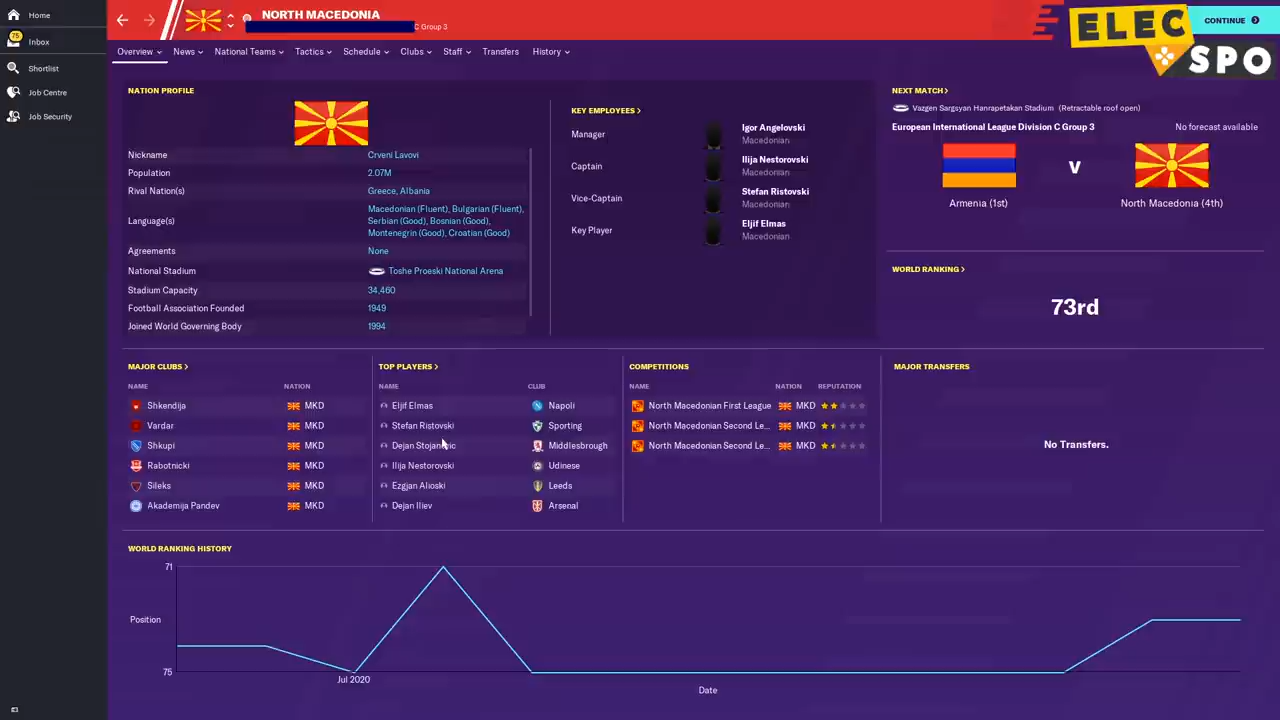 Home
75
Inbox
Shortlist
Job Centre
Job Security
NORTH MACEDONIA
C Group 3
ELEC
SPO
CONTINUE
Overview News National Teams Tactics Schedule Clubs Staff Transfers History
NATION PROFILE
Nickname Crveni Lavovi
Population 2.07M
Rival Nation(s) Greece, Albania
Language(s) Macedonian (Fluent), Bulgarian (Fluent),
Serbian (Good), Bosnian (Good),
Montenegrin (Good), Croatian (Good)
Agreements None
National Stadium Toshe Proeski National Arena
Stadium Capacity 34,460
Football Association Founded 1949
Joined World Governing Body 1994
KEY EMPLOYEES >
Manager Igor Angelovski
Macedonian
Captain Ilija Nestorovski
Macedonian
Vice-Captain Stefan Ristovski
Macedonian
Key Player Eljif Elmas
Macedonian
NEXT MATCH >
Vazgen Sargsyan Hanrapetakan Stadium (Retractable roof open)
European International League Division C Group 3 No forecast available
V
Armenia (1st) North Macedonia (4th)
WORLD RANKING >
73rd
MAJOR CLUBS >
NAME NATION
Shkendija MKD
Vardar MKD
Shkupi MKD
Rabotnicki MKD
Sileks MKD
Akademija Pandev MKD
TOP PLAYERS >
NAME CLUB
Eljif Elmas Napoli
Stefan Ristovski Sporting
Dejan Stojanovic Middlesbrough
Ilija Nestorovski Udinese
Ezgjan Alioski Leeds
Dejan Iliev Arsenal
COMPETITIONS
NAME NATION REPUTATION
North Macedonian First League MKD
North Macedonian Second Le... MKD
North Macedonian Second Le... MKD
MAJOR TRANSFERS
No Transfers.
WORLD RANKING HISTORY
71
Position
75
Jul 2020
Date